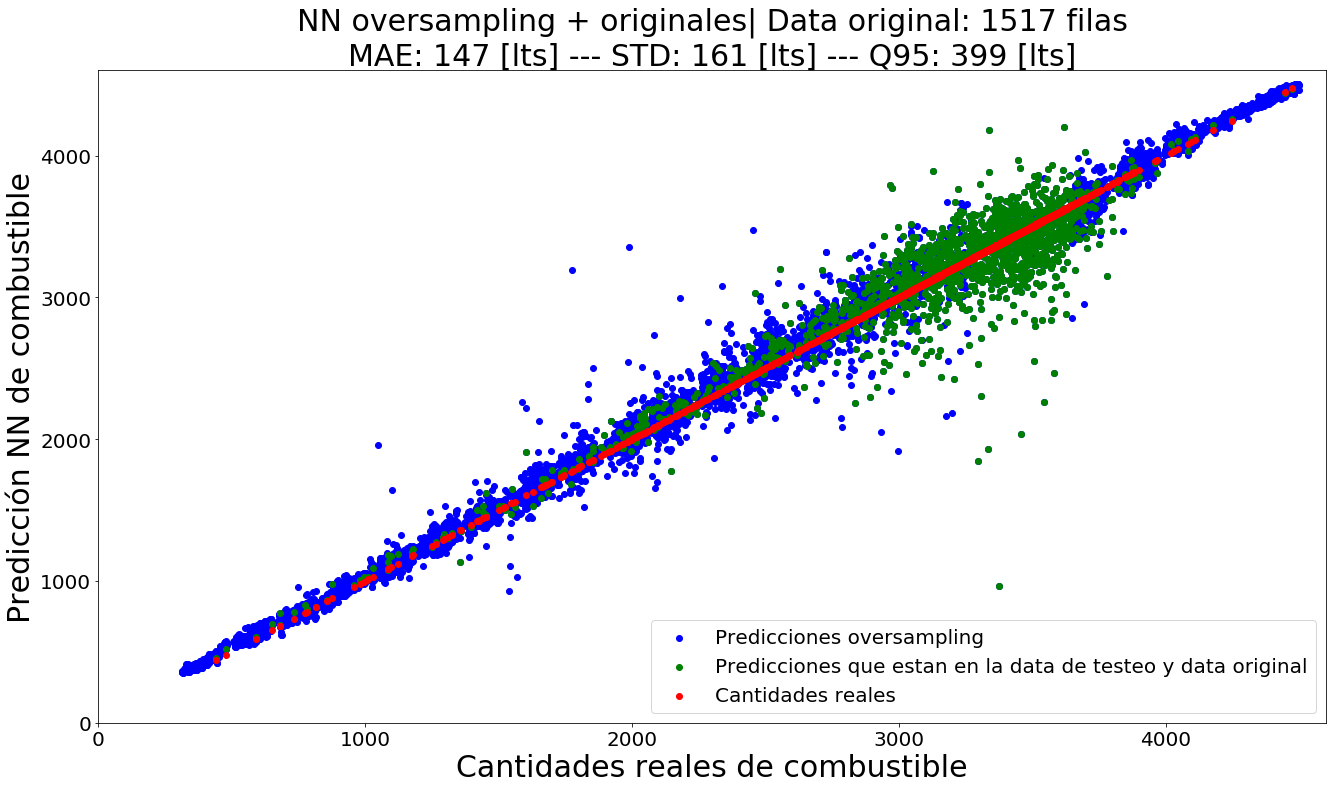 NN oversampling + originales| Data original: 1517 filas
MAE: 147 [lts] --- STD: 161 [lts] --- Q95: 399 [lts]
Predicción NN de combustible
4000
3000
2000
1000
0
Predicciones oversampling
Predicciones que estan en la data de testeo y data original
Cantidades reales
0 1000 2000 3000 4000
Cantidades reales de combustible